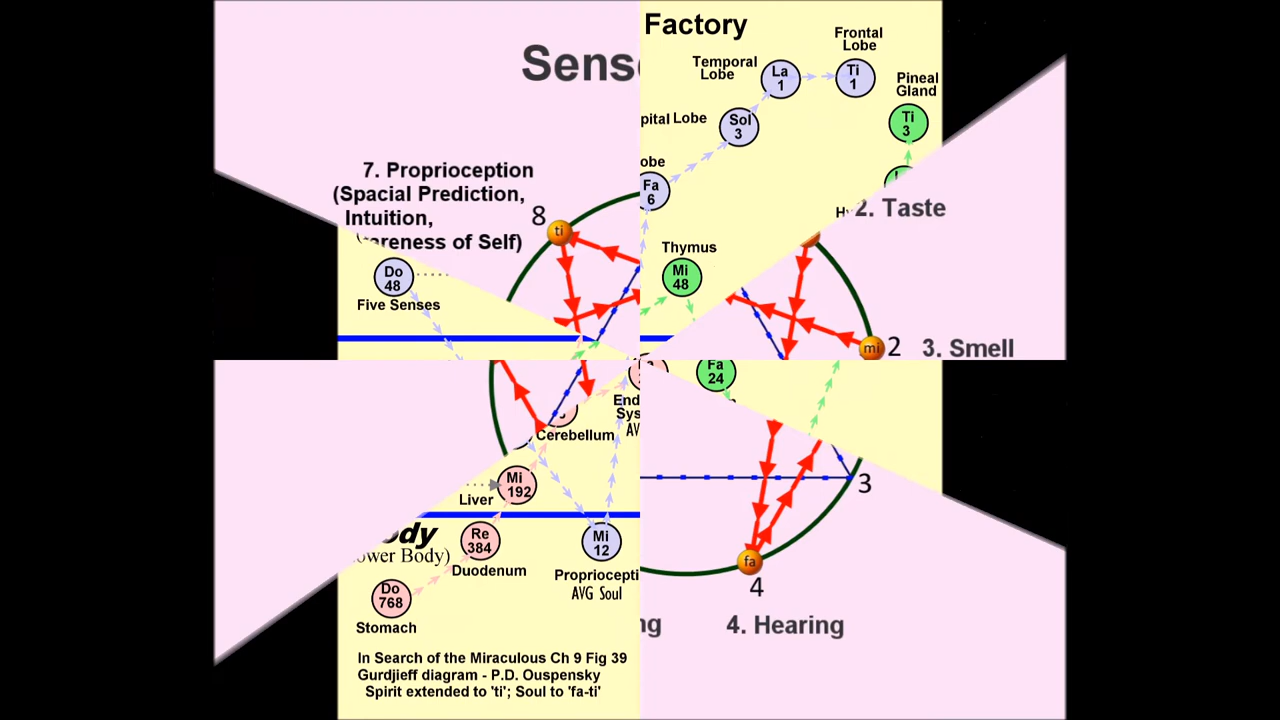 Factory
Frontal
Lobe
Temporal
Lobe
La
1
Ti
1
Pineal
Gland
Ti
3
Lobe
Sol
3
Fa
6
7. Proprioception
(Spacial Prediction,
Intuition,
of Self)
8
ti
2. Taste
Thymus
Mi
48
Do
48
Five Senses
mi
2
3. Smell
Fa
24
Cerebellum
Mi
192
Liver
3
Re
384
Duodenum
Body)
Mi
12
AVG Soul
Do
768
Stomach
fa
4
4. Hearing
In Search of the Miraculous Ch 9 Fig 39
Gurdjieff diagram - P.D. Ouspensky
Spirit extended to 'ti'; Soul to 'fa-ti'